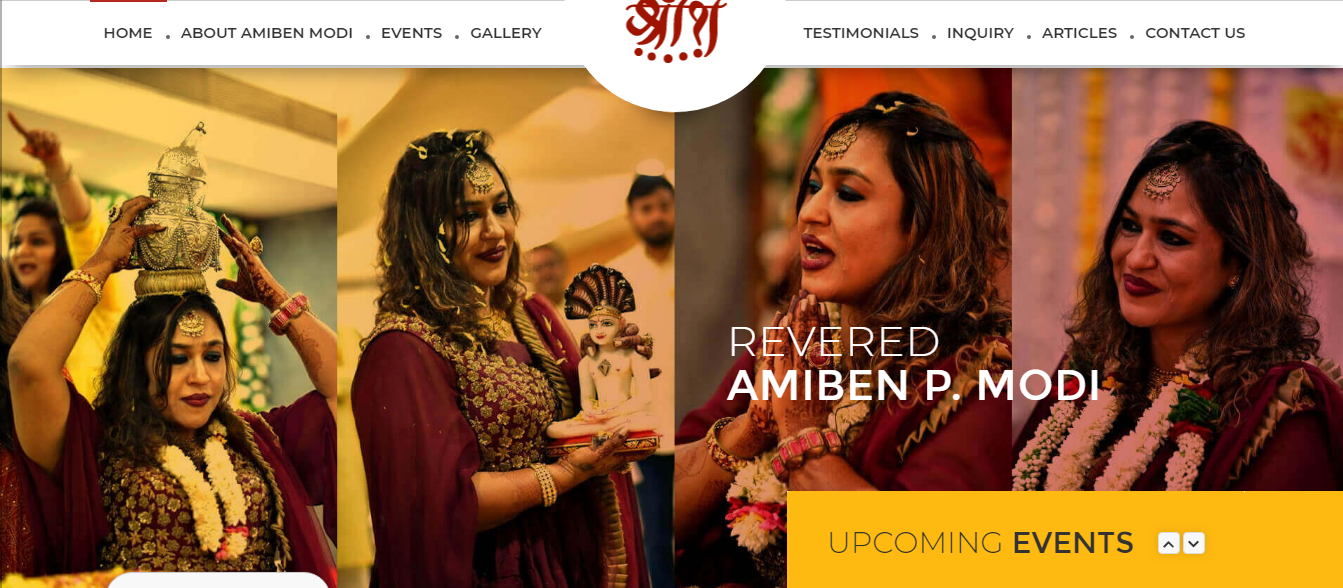 HOME
ABOUT AMIBEN MODI
EVENTS
GALLERY
TESTIMONIALS
INQUIRY
ARTICLES
CONTACT US
REVERED
AMIBEN P. MODI
UPCOMING EVENTS